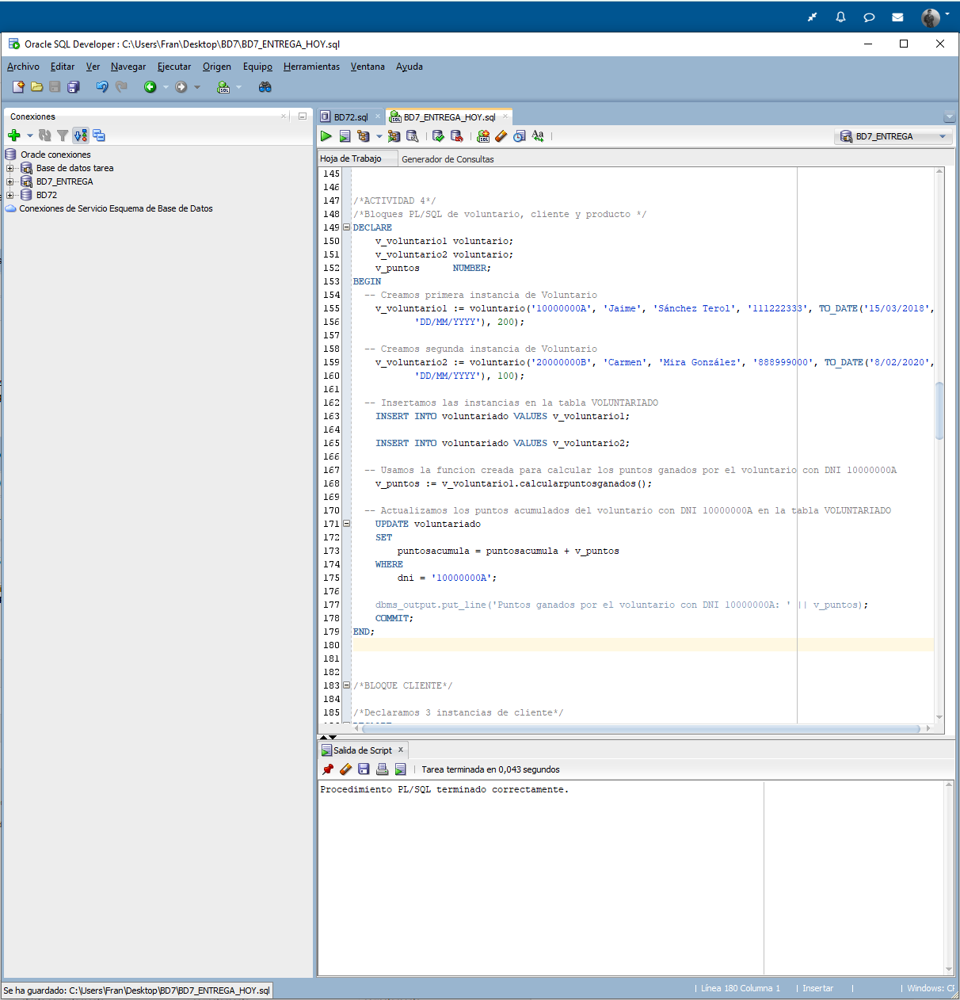 Oracle SQL Developer : C:\Users\Fran\Desktop\BD7\BD7_ENTREGA_HOY.sql
Archivo Editar Ver Navegar Ejecutar Origen Equipo Herramientas Ventana Ayuda
Conexiones
Oracle conexiones
Base de datos tarea
BD7_ENTREGA
BD72
Conexiones de Servicio Esquema de Base de Datos
BD72.sql
BD7_ENTREGA_HOY.sql
BD7_ENTREGA
Hoja de Trabajo Generador de Consultas
145
146
147 /*ACTIVIDAD 4*/
148 /*Bloques PL/SQL de voluntario, cliente y producto */
149 DECLARE
150 v_voluntario1 voluntario;
151 v_voluntario2 voluntario;
152 v_puntos NUMBER;
153 BEGIN
154 -- Creamos primera instancia de Voluntario
155 v_voluntario1 := voluntario('10000000A', 'Jaime', 'Sánchez Terol', '111222333', TO_DATE('15/03/2018',
156 'DD/MM/YYYY'), 200);
157
158 -- Creamos segunda instancia de Voluntario
159 v_voluntario2 := voluntario('20000000B', 'Carmen', 'Mira González', '888999000', TO_DATE('8/02/2020',
160 'DD/MM/YYYY'), 100);
161
162 -- Insertamos las instancias en la tabla VOLUNTARIADO
163 INSERT INTO voluntariado VALUES v_voluntario1;
164
165 INSERT INTO voluntariado VALUES v_voluntario2;
166
167 -- Usamos la funcion creada para calcular los puntos ganados por el voluntario con DNI 10000000A
168 v_puntos := v_voluntario1.calcularpuntosganados();
169
170 -- Actualizamos los puntos acumulados del voluntario con DNI 10000000A en la tabla VOLUNTARIADO
171 UPDATE voluntariado
172 SET
173 puntosacumula = puntosacumula + v_puntos
174 WHERE
175 dni = '10000000A';
176
177 dbms_output.put_line('Puntos ganados por el voluntario con DNI 10000000A: ' || v_puntos);
178 COMMIT;
179 END;
180
181
182
183 /*BLOQUE CLIENTE*/
184
185 /*Declaramos 3 instancias de cliente*/
Salida de Script
Tarea terminada en 0,043 segundos
Procedimiento PL/SQL terminado correctamente.
Se ha guardado: C:\Users\Fran\Desktop\BD7\BD7_ENTREGA_HOY.sql
Línea 180 Columna 1 | Insertar | | Windows: CF